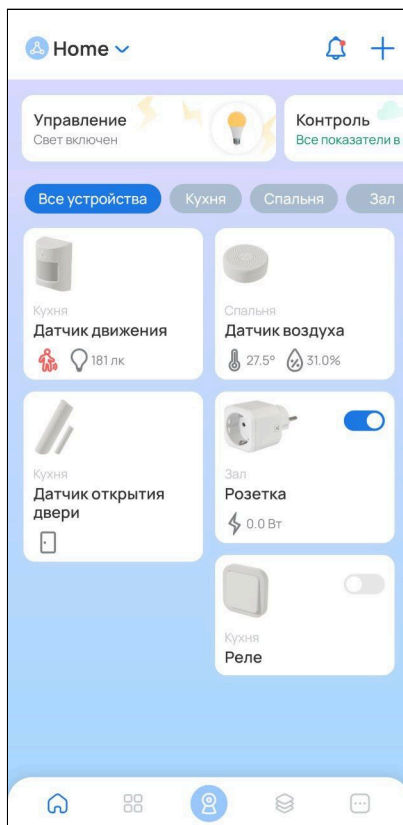 Home
Управление
Свет включен
Контроль
Все показатели в
Все устройства
Кухня
Спальня
Зал
Кухня
Датчик движения
181 лк
Спальня
Датчик воздуха
27.5° 31.0%
Кухня
Датчик открытия
двери
Зал
Розетка
0.0 Вт
Кухня
Реле